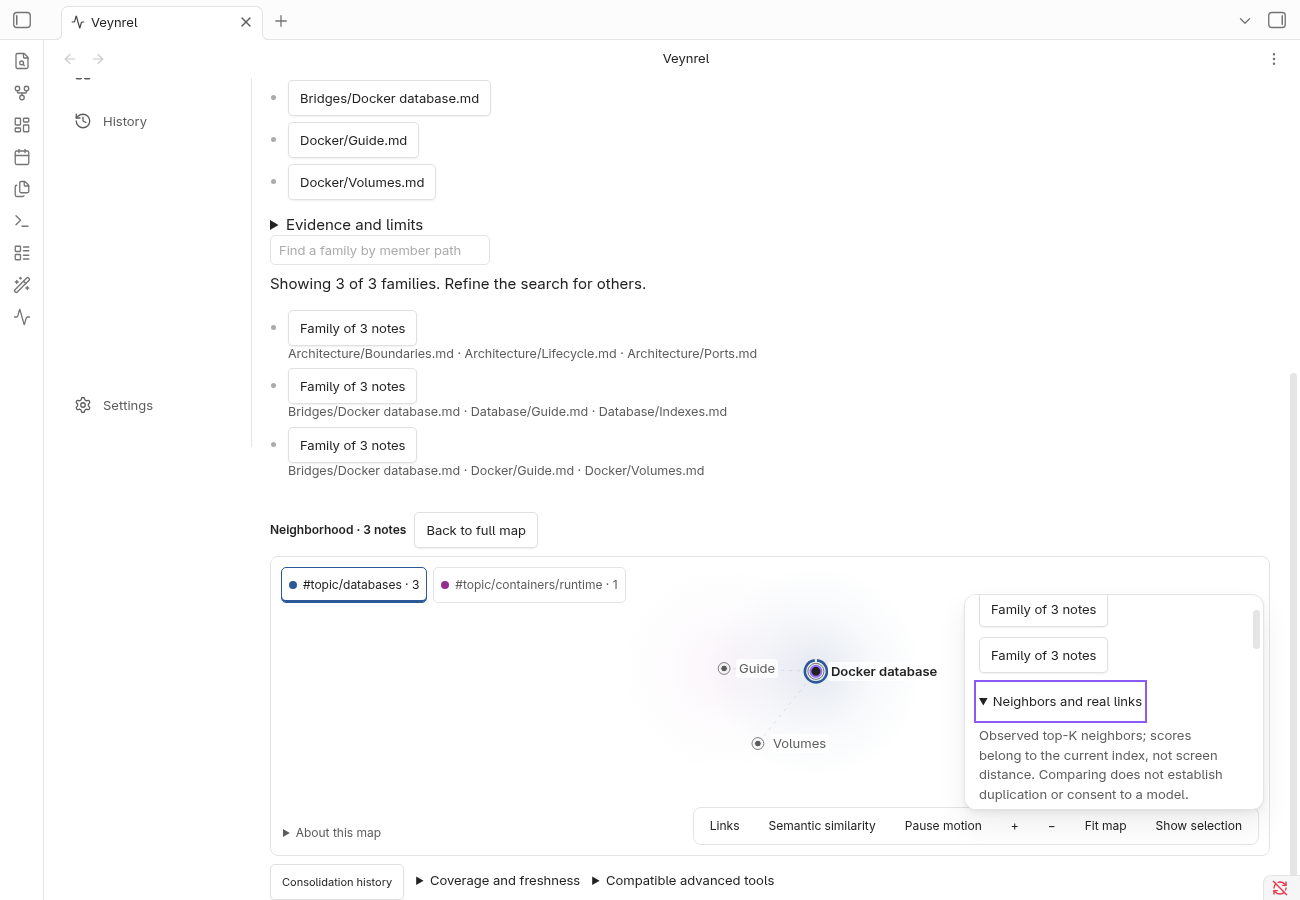 Veynrel
Veynrel
History
Settings
Bridges/Docker database.md
Docker/Guide.md
Docker/Volumes.md
Evidence and limits
Find a family by member path
Showing 3 of 3 families. Refine the search for others.
Family of 3 notes
Architecture/Boundaries.md · Architecture/Lifecycle.md · Architecture/Ports.md
Family of 3 notes
Bridges/Docker database.md · Database/Guide.md · Database/Indexes.md
Family of 3 notes
Bridges/Docker database.md · Docker/Guide.md · Docker/Volumes.md
Neighborhood · 3 notes
Back to full map
#topic/databases · 3
#topic/containers/runtime · 1
Guide
Docker database
Volumes
Family of 3 notes
Family of 3 notes
Neighbors and real links
Observed top-K neighbors; scores
belong to the current index, not screen
distance. Comparing does not establish
duplication or consent to a model.
About this map
Links
Semantic similarity
Pause motion
+
−
Fit map
Show selection
Consolidation history
Coverage and freshness
Compatible advanced tools